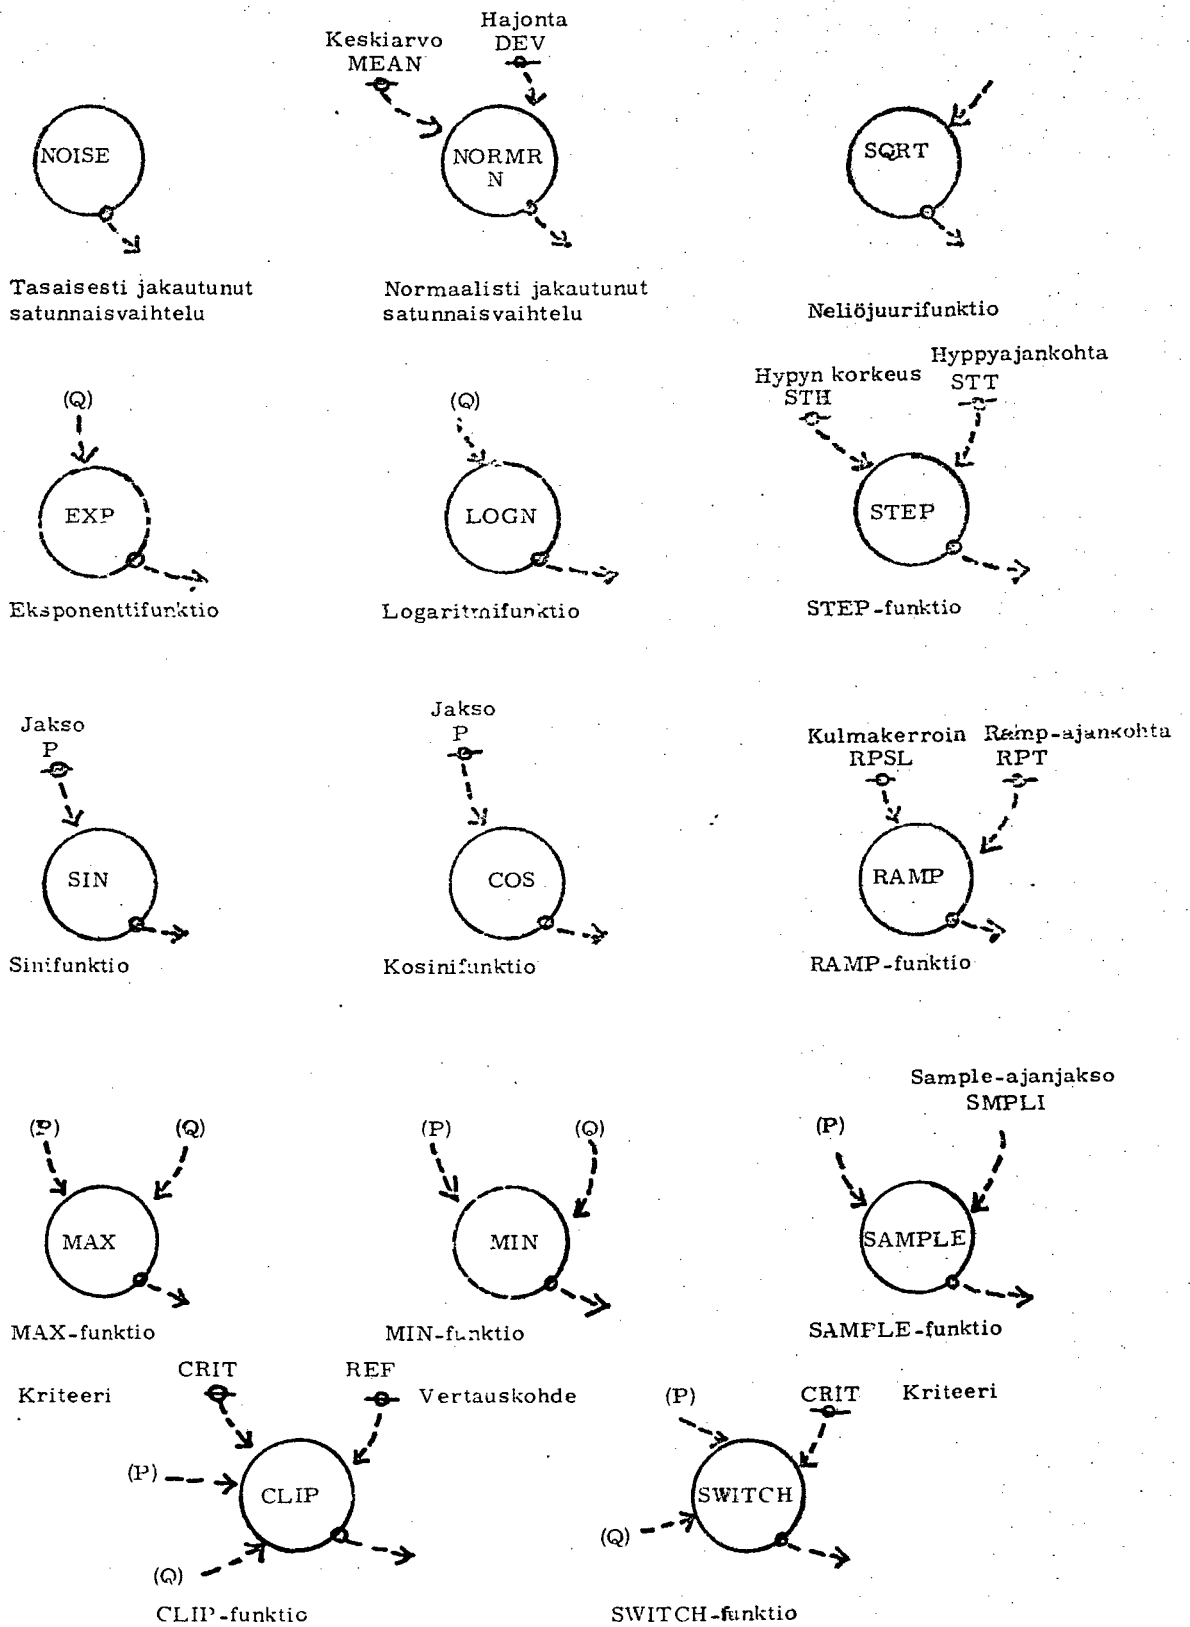 Keskiarvo
MEAN
Hajonta
DEV
NOISE
NORMR
N
SQRT
Tasaisesti jakautunut
satunnaisvaihtelu
Normaalisti jakautunut
satunnaisvaihtelu
Neliöjuurifunktio
(Q)
EXP
Eksponenttifunktio
(Q)
LOGN
Logaritmifunktio
Hypyn korkeus
STH
Hyppyajankohta
STT
STEP
STEP-funktio
Jakso
P
SIN
Sinifunktio
Jakso
P
COS
Kosinifunktio
Kulmakerroin
RPSL
Ramp-ajankohta
RPT
RAMP
RAMP-funktio
(P)
(Q)
MAX
MAX-funktio
(P)
(Q)
MIN
MIN-funktio
Sample-ajanjakso
SMPLI
(P)
SAMPLE
SAMPLE-funktio
Kriteeri
CRIT
REF
Vertauskohde
(P)
CLIP
(Q)
CLIP-funktio
(P)
CRIT
Kriteeri
SWITCH
(Q)
SWITCH-funktio